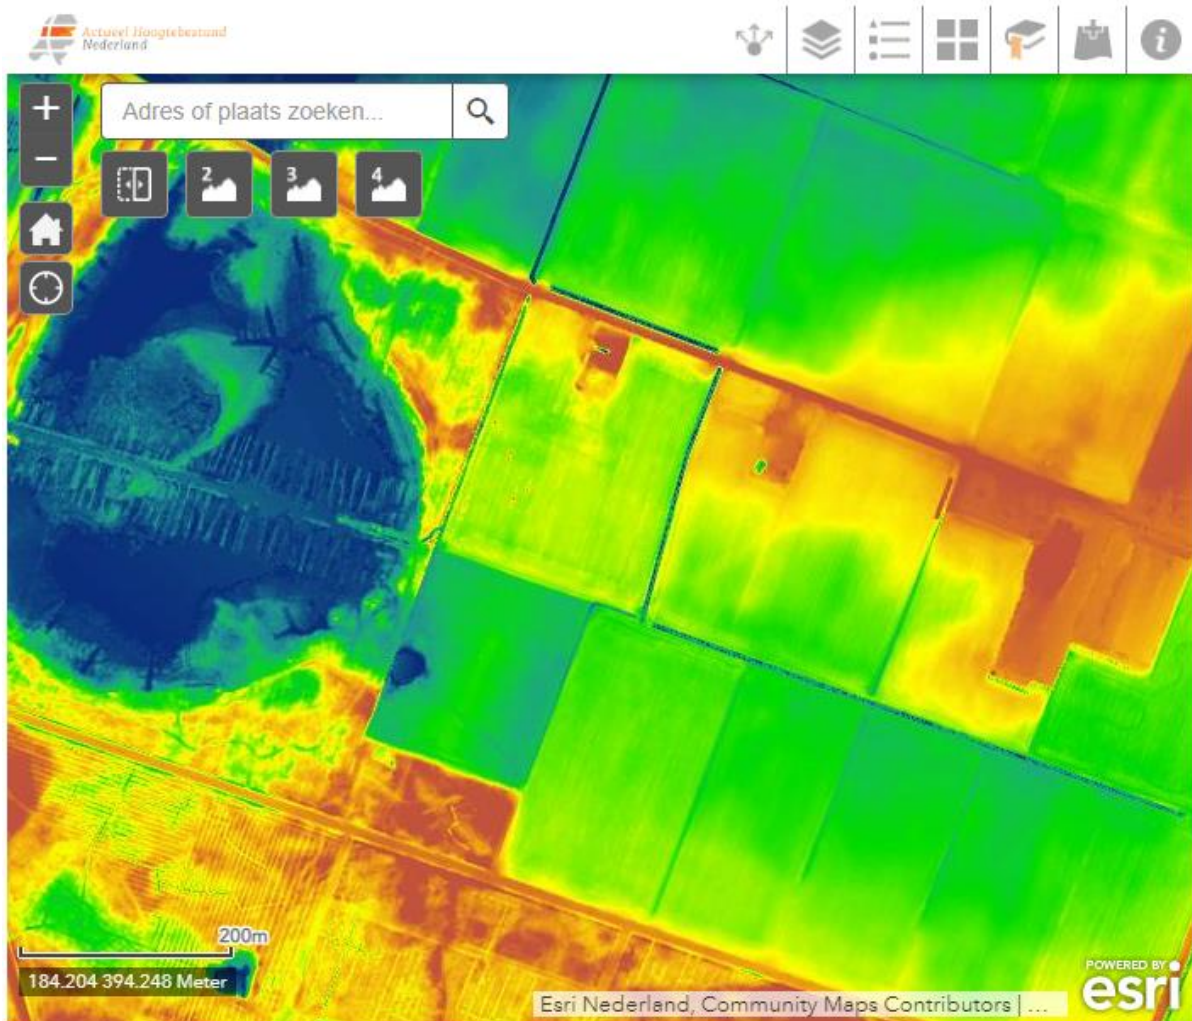 Actueel Hoogtebestand
Nederland
+
−
Adres of plaats zoeken...
2
3
4
200m
184.204 394.248 Meter
Esri Nederland, Community Maps Contributors | ...
POWERED BY
esri